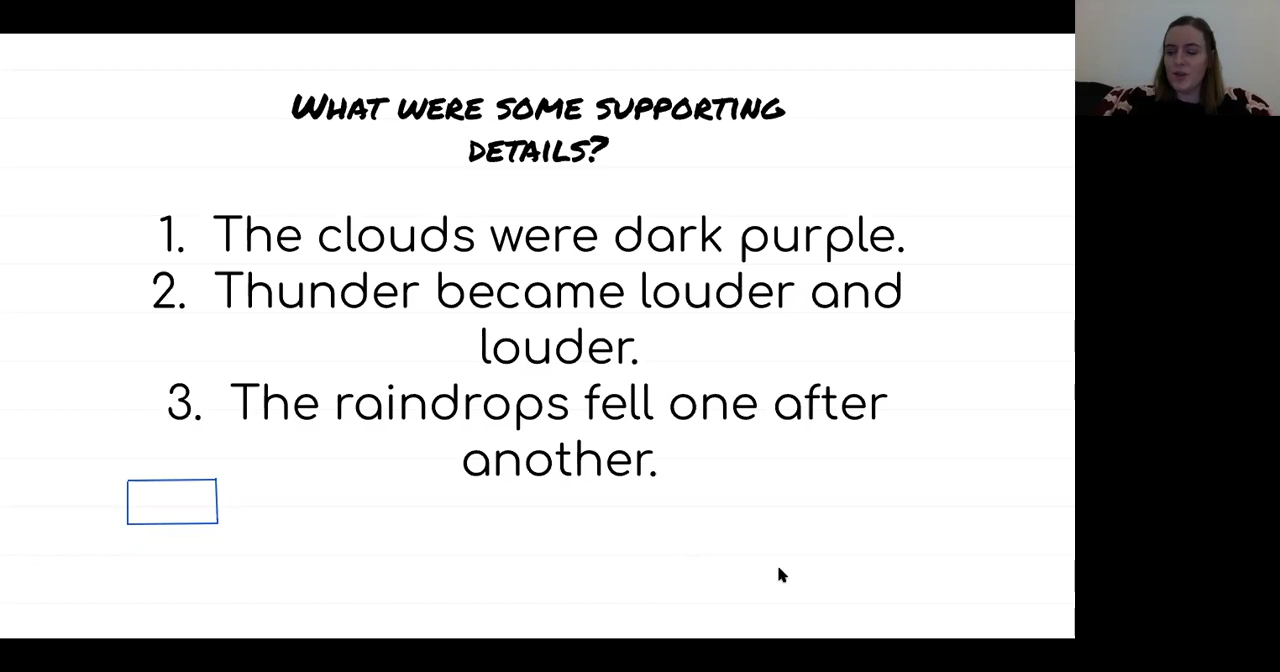 What were some supporting
details?
1. The clouds were dark purple.
2. Thunder became louder and
louder.
3. The raindrops fell one after
another.